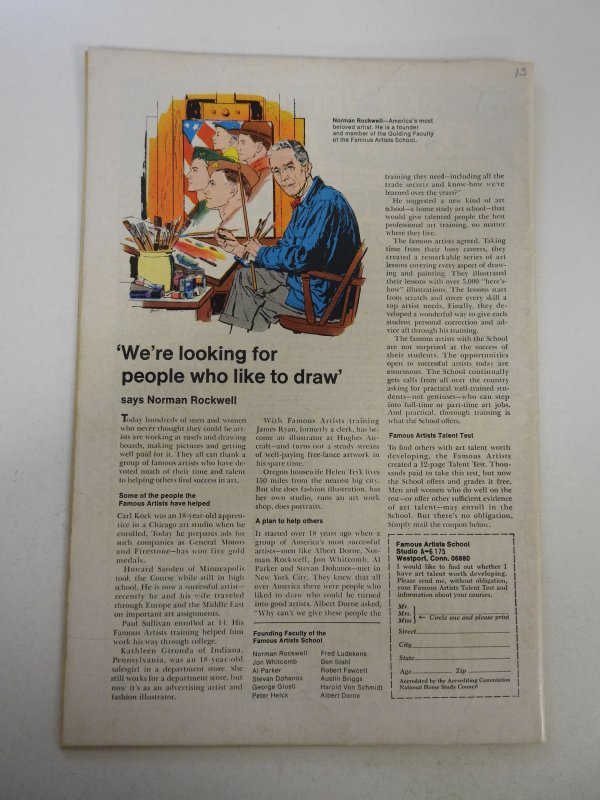 13
Norman Rockwell—America's most
beloved artist. He is a founder
and member of the Guiding Faculty
of the Famous Artists School.
'We're looking for
people who like to draw'
says Norman Rockwell
Today hundreds of men and women
who never thought they could be art-
ists are working at easels and drawing
boards, making pictures and getting
well paid for it. They all can thank a
group of famous artists who have de-
voted much of their time and talent
to helping others find success in art.
Some of the people the
Famous Artists have helped
Carl Kock was an 18-year-old appren-
tice in a Chicago art studio when he
enrolled. Today he prepares ads for
such companies as General Motors
and Firestone—has won five gold
medals.
Howard Sanden of Minneapolis
took the Course while still in high
school. He is now a successful artist—
recently he and his wife traveled
through Europe and the Middle East
on important art assignments.
Paul Sullivan enrolled at 14. His
Famous Artists training helped him
work his way through college.
Kathleen Gironda of Indiana,
Pennsylvania, was an 18-year-old
salesgirl in a department store. She
still works for a department store, but
now it's as an advertising artist and
fashion illustrator.
With Famous Artists training
James Ryan, formerly a clerk, has be-
come an illustrator at Hughes Air-
craft—and turns out a steady stream
of well-paying free-lance artwork in
his spare time.
Oregon housewife Helen Tryk lives
150 miles from the nearest big city.
But she does fashion illustration, has
her own studio, runs an art work
shop, does portraits.
A plan to help others
It started over 18 years ago when a
group of America's most successful
artists—men like Albert Dorne, Nor-
man Rockwell, Jon Whitcomb, Al
Parker and Stevan Dohanos—met in
New York City. They knew that all
over America there were people who
liked to draw who could be turned
into good artists. Albert Dorne asked,
"Why can't we give these people the
Founding Faculty of the
Famous Artists School
Norman Rockwell
Jon Whitcomb
Al Parker
Stevan Dohanos
George Giusti
Peter Helck
Fred Ludekens
Ben Stahl
Robert Fawcett
Austin Briggs
Harold Von Schmidt
Albert Dorne
training they need—including all the
trade secrets and know-how we've
learned over the years?"
He suggested a new kind of art
school—a home study art school—that
would give talented people the best
professional art training, no matter
where they live.
The famous artists agreed. Taking
time from their busy careers, they
created a remarkable series of art
lessons covering every aspect of draw-
ing and painting. They illustrated
their lessons with over 5,000 "here's-
how" illustrations. The lessons start
from scratch and cover every skill a
top artist needs. Finally, they de-
veloped a wonderful way to give each
student personal correction and ad-
vice all through his training.
The famous artists with the School
are not surprised at the success of
their students. The opportunities
open to successful artists today are
enormous. The School continually
gets calls from all over the country
asking for practical well-trained stu-
dents—not geniuses—who can step
into full-time or part-time art jobs.
And practical, thorough training is
what the School offers.
Famous Artists Talent Test
To find others with art talent worth
developing, the Famous Artists
created a 12-page Talent Test. Thou-
sands paid to take this test, but now
the School offers and grades it free.
Men and women who do well on the
test—or offer other sufficient evidence
of art talent—may enroll in the
School. But there's no obligation.
Simply mail the coupon below.
Famous Artists School
Studio A-6175
Westport, Conn. 06880
I would like to find out whether I
have art talent worth developing.
Please send me, without obligation,
your Famous Artists Talent Test and
information about your courses.
Mr.
Mrs.
Miss
Circle one and please print
Street
City
State
Age Zip
Accredited by the Accrediting Commission
National Home Study Council